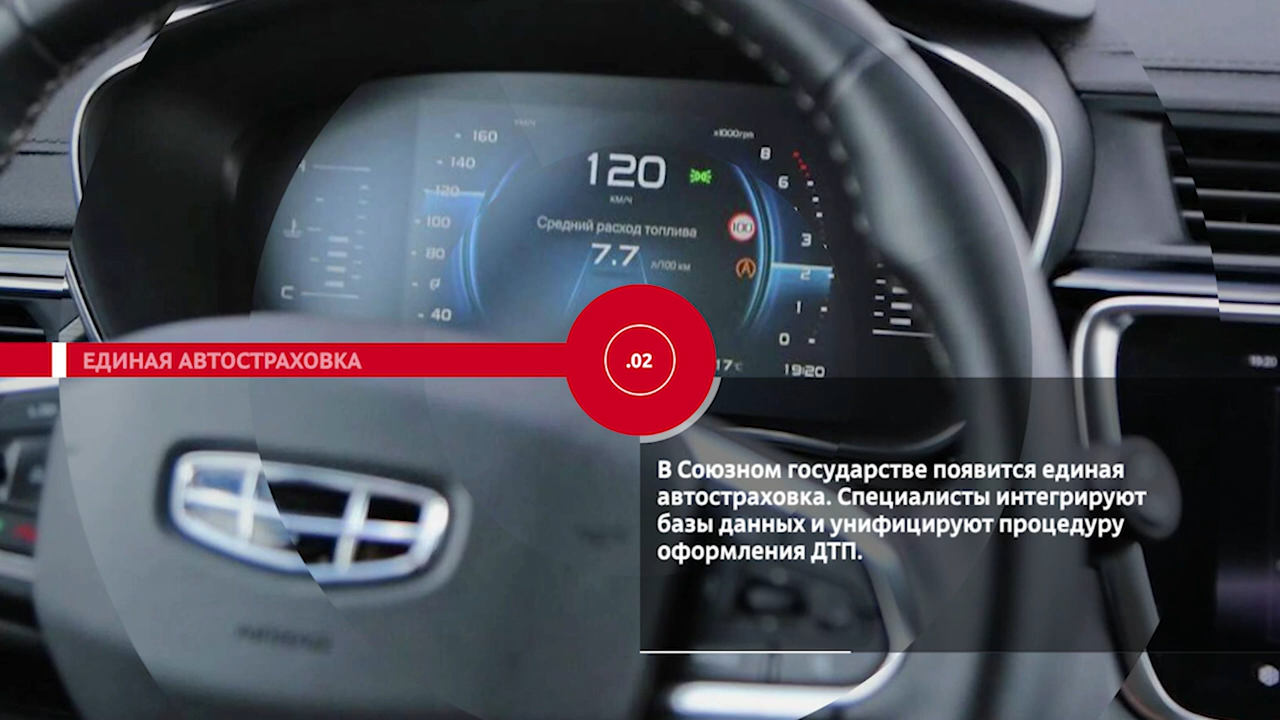 КМ/Ч
x1000rpm
160
8
140
120
6
120
КМ/Ч
100
Средний расход топлива
100
3
80
7.7
л/100 км
2
40
1
0
C
17°C
19:20
ЕДИНАЯ АВТОСТРАХОВКА
.02
В Союзном государстве появится единая
автостраховка. Специалисты интегрируют
базы данных и унифицируют процедуру
оформления ДТП.